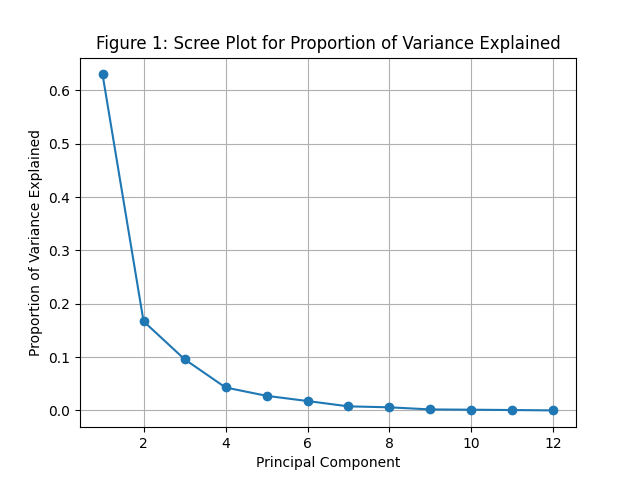 Figure 1: Scree Plot for Proportion of Variance Explained
Proportion of Variance Explained
0.6
0.5
0.4
0.3
0.2
0.1
0.0
2 4 6 8 10 12
Principal Component